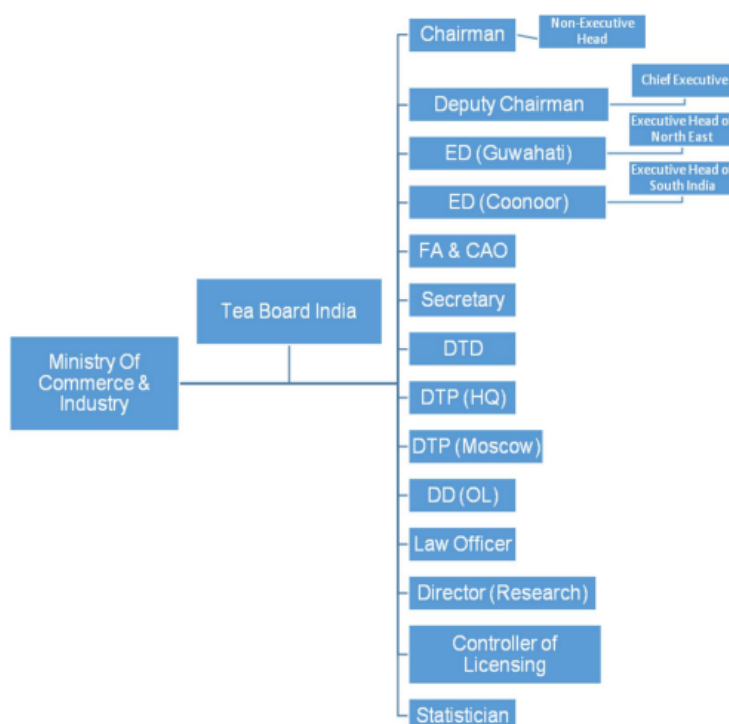 Chairman
Non-Executive
Head
Chief Executive
Deputy Chairman
Executive Head o
North East
ED (Guwahati)
Executive Head o
South India
ED (Coonoor)
FA & CAO
Secretary
Tea Board India
DTD
Ministry Of
Commerce &
Industry
DTP (HQ)
DTP (Moscow)
DD (OL)
Law Officer
Director (Research)
Controller of
Licensing
Statistician